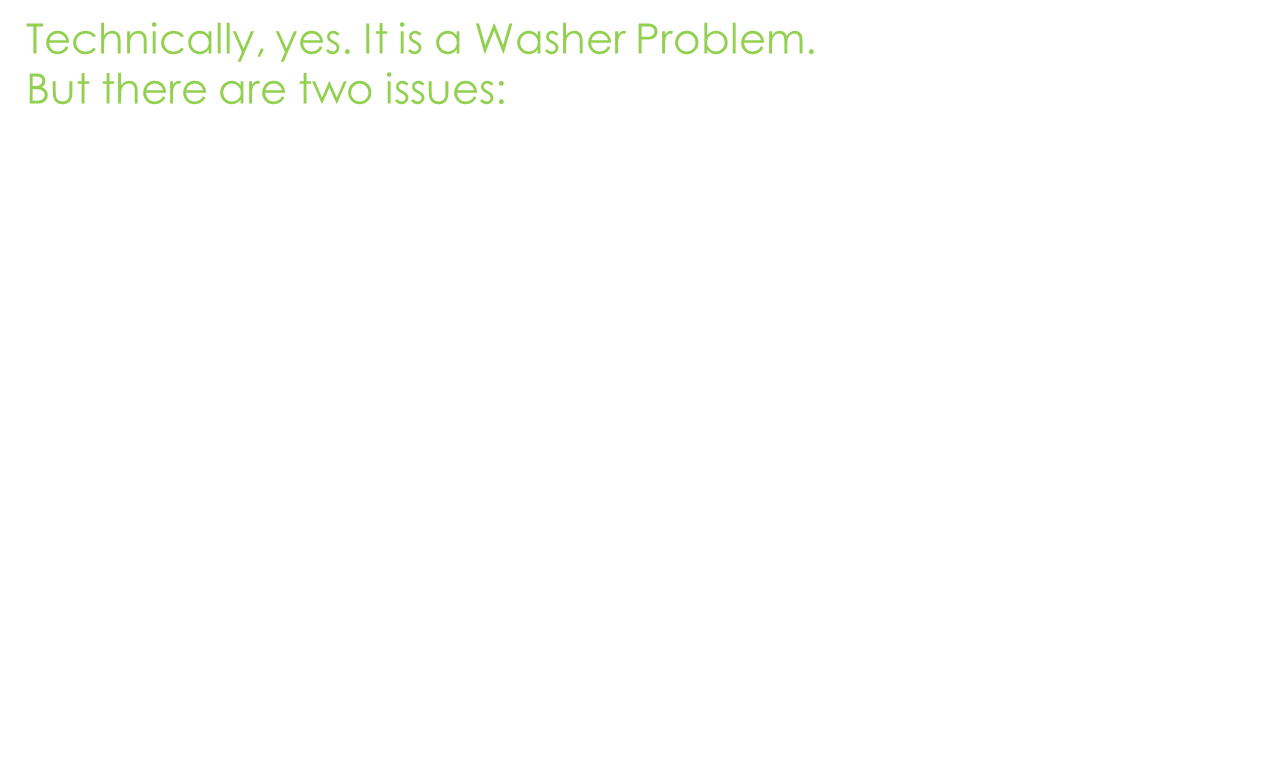 Technically, yes. It is a Washer Problem.
But there are two issues: